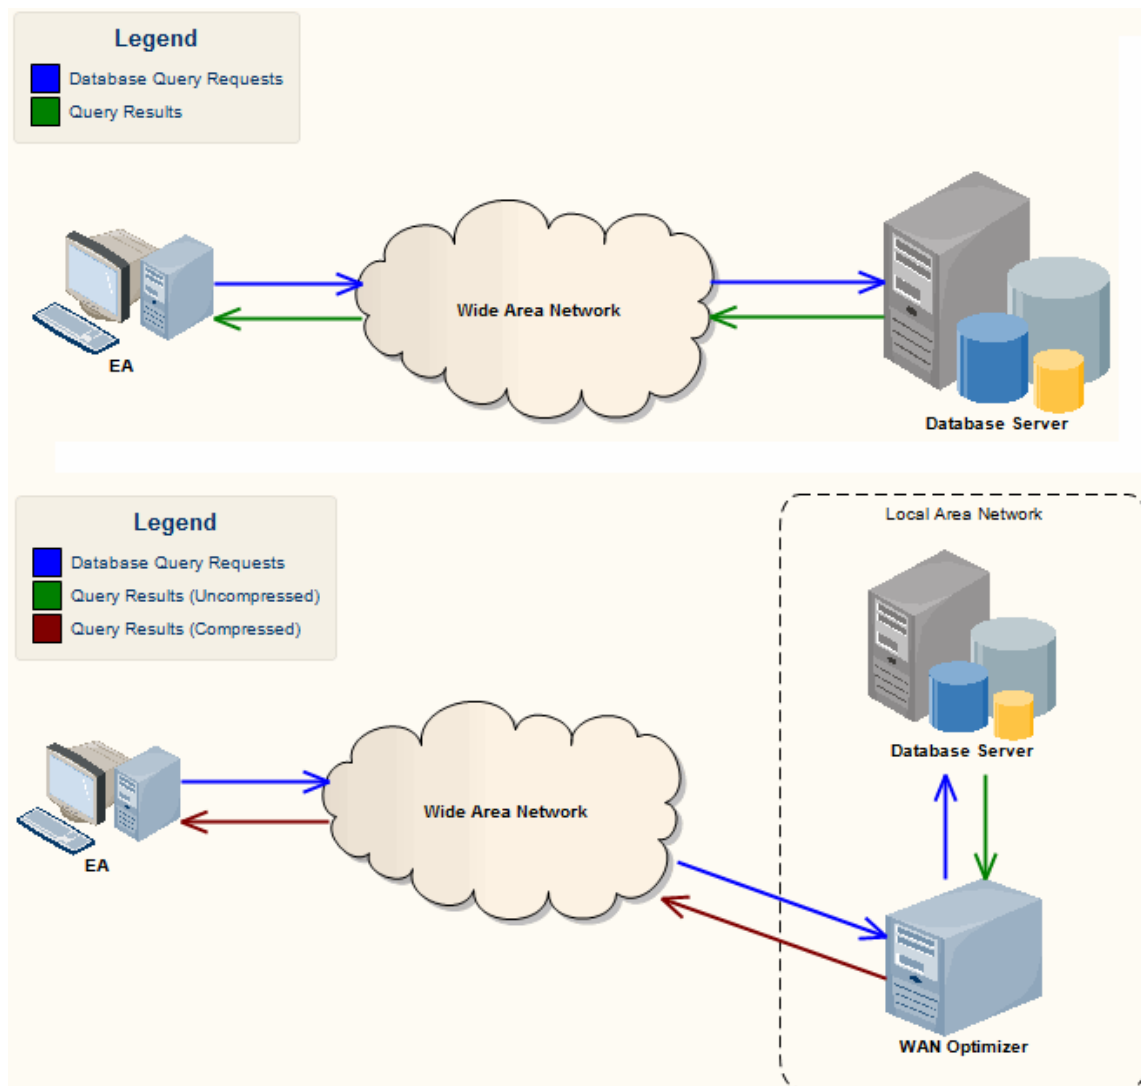 Legend
Database Query Requests
Query Results
Wide Area Network
EA
Database Server
Legend
Database Query Requests
Query Results (Uncompressed)
Query Results (Compressed)
Local Area Network
Database Server
Wide Area Network
EA
WAN Optimizer